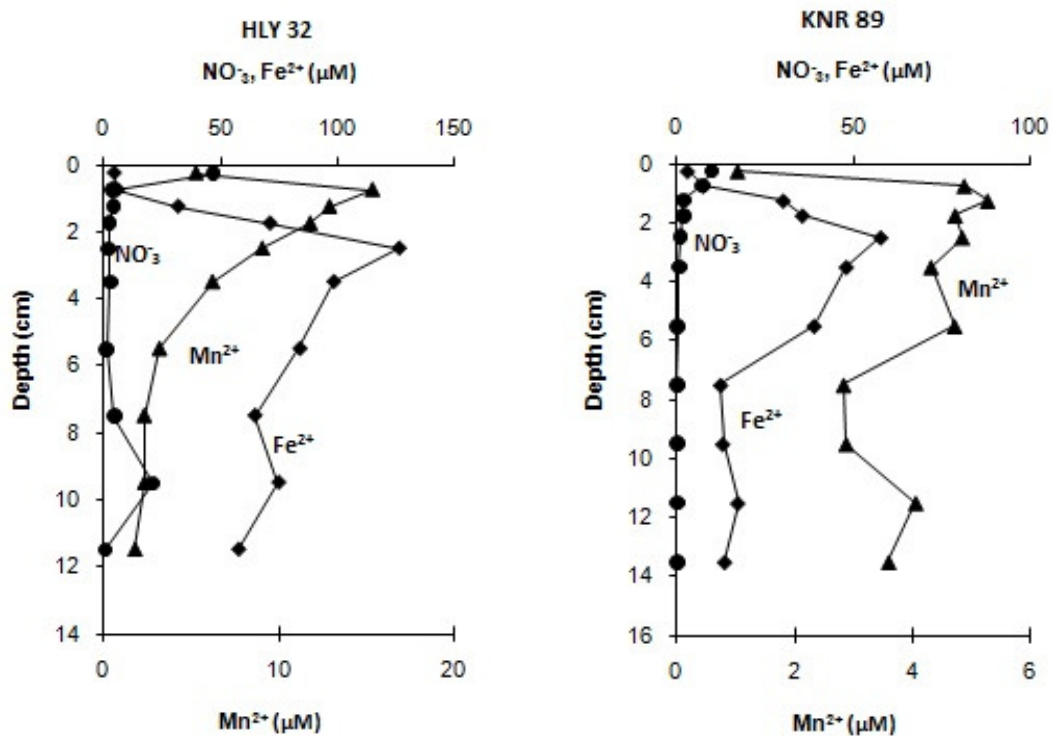 HLY 32
NO⁻₃, Fe²⁺ (μM)
0 50 100 150
0
2
4
6
8
10
12
14
Depth (cm)
NO⁻₃
Mn²⁺
Fe²⁺
0 10 20
Mn²⁺ (μM)
KNR 89
NO⁻₃, Fe²⁺ (μM)
0 50 100
0
2
4
6
8
10
12
14
16
Depth (cm)
NO⁻₃
Mn²⁺
Fe²⁺
0 2 4 6
Mn²⁺ (μM)